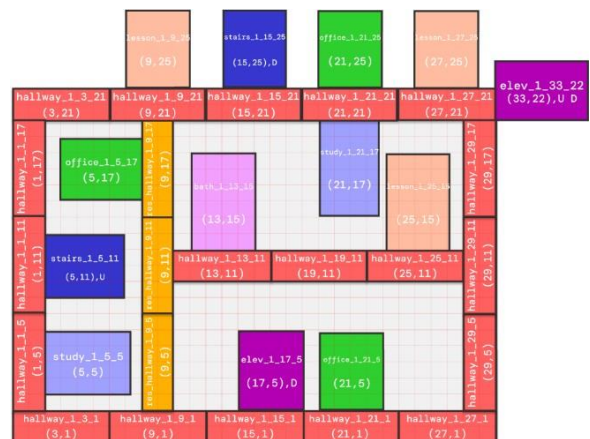 lesson_1_9_25
(9,25)
stairs_1_15_25
(15,25),D
office_1_21_25
(21,25)
lesson_1_27_25
(27,25)
elev_1_33_22
(33,22),U D
hallway_1_3_21
(3,21)
hallway_1_9_21
(9,21)
hallway_1_15_21
(15,21)
hallway_1_21_21
(21,21)
hallway_1_27_21
(27,21)
hallway_1_1_17
(1,17)
office_1_5_17
(5,17)
res_hallway_1_9_17
(9,17)
bath_1_13_15
(13,15)
study_1_21_17
(21,17)
lesson_1_25_15
(25,15)
hallway_1_29_17
(29,17)
hallway_1_1_11
(1,11)
stairs_1_5_11
(5,11),U
res_hallway_1_9_11
(9,11)
hallway_1_13_11
(13,11)
hallway_1_19_11
(19,11)
hallway_1_25_11
(25,11)
hallway_1_29_11
(29,11)
hallway_1_1_5
(1,5)
study_1_5_5
(5,5)
res_hallway_1_9_5
(9,5)
elev_1_17_5
(17,5),D
office_1_21_5
(21,5)
hallway_1_29_5
(29,5)
hallway_1_3_1
(3,1)
hallway_1_9_1
(9,1)
hallway_1_15_1
(15,1)
hallway_1_21_1
(21,1)
hallway_1_27_1
(27,1)